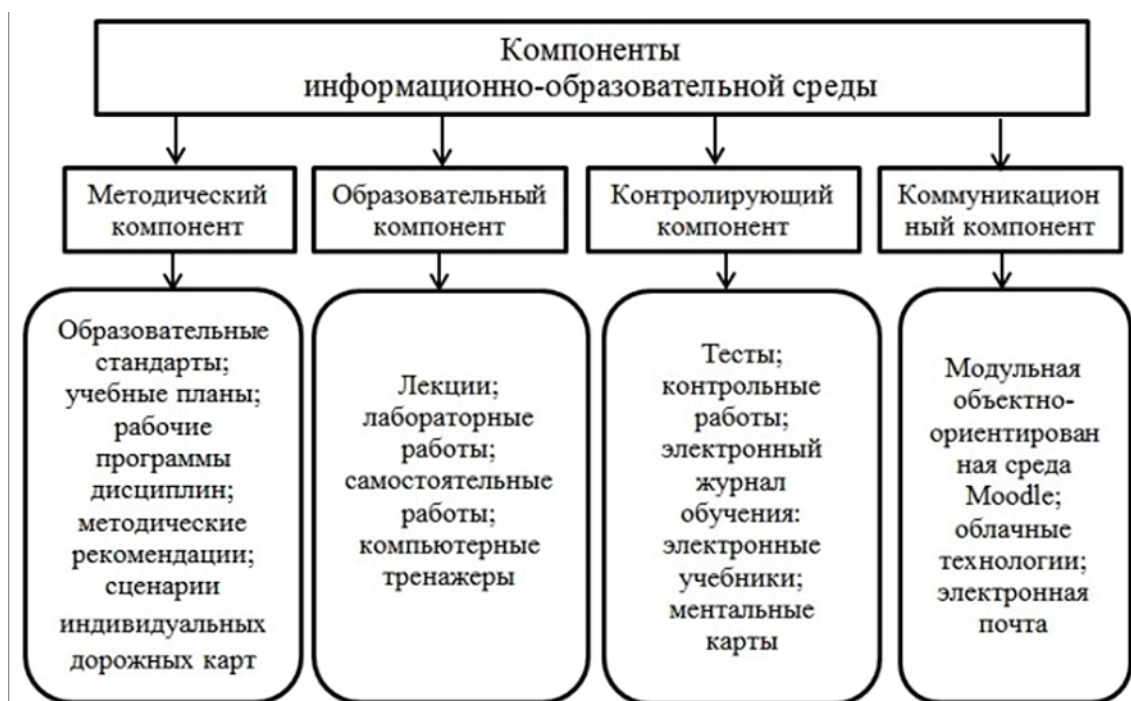 Компоненты
информационно-образовательной среды
Методический
компонент
Образовательный
компонент
Контролирующий
компонент
Коммуникацион
ный компонент
Образовательные
стандарты;
учебные планы;
рабочие
программы
дисциплин;
методические
рекомендации;
сценарии
индивидуальных
дорожных карт
Лекции;
лабораторные
работы;
самостоятельные
работы;
компьютерные
тренажеры
Тесты;
контрольные
работы;
электронный
журнал
обучения:
электронные
учебники;
ментальные
карты
Модульная
объектно-
ориентирован
ная среда
Moodle;
облачные
технологии;
электронная
почта